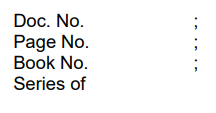 Doc. No. ;
Page No. ;
Book No. ;
Series of